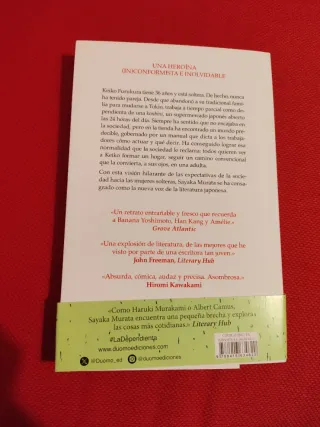 UNA HEROÍNA
(IN)CONFORMISTA E INOLVIDABLE
Keiko Furukura tiene 36 años y está soltera. De hecho, nunca
ha tenido pareja. Desde que abandonó a su tradicional fami-
lia para mudarse a Tokio, trabaja a tiempo parcial como de-
pendienta de una konbini, un supermercado japonés abierto
las 24 horas del día. Siempre ha sentido que no encajaba en
la sociedad, pero en la tienda ha encontrado un mundo pre-
decible, gobernado por un manual que dicta a los trabaja-
dores cómo actuar y qué decir. Ha conseguido lograr esa
normalidad que la sociedad le reclama: todos quieren ver
a Keiko formar un hogar, seguir un camino convencional
que la convierta, a sus ojos, en una adulta.
Con esta visión hilarante de las expectativas de la socie-
dad hacia las mujeres solteras, Sayaka Murata se ha consa-
grado como la nueva voz de la literatura japonesa.
«Un retrato entrañable y fresco que recuerda
a Banana Yoshimoto, Han Kang y Amélie.»
Grava Atlantic
«Una explosión de literatura, de las mejores que he
visto por parte de una escritora tan joven.»
John Freeman, Literary Hub
«Absurda, cómica, audaz y precisa. Asombrosa.»
Hiromi Kawakami
«Como Haruki Murakami o Albert Camus,
Sayaka Murata encuentra una pequeña brecha y explora
las cosas más cotidianas.» Literary Hub
#LaDependienta
www.duomoediciones.com
@Duomo_ed @duomoediciones